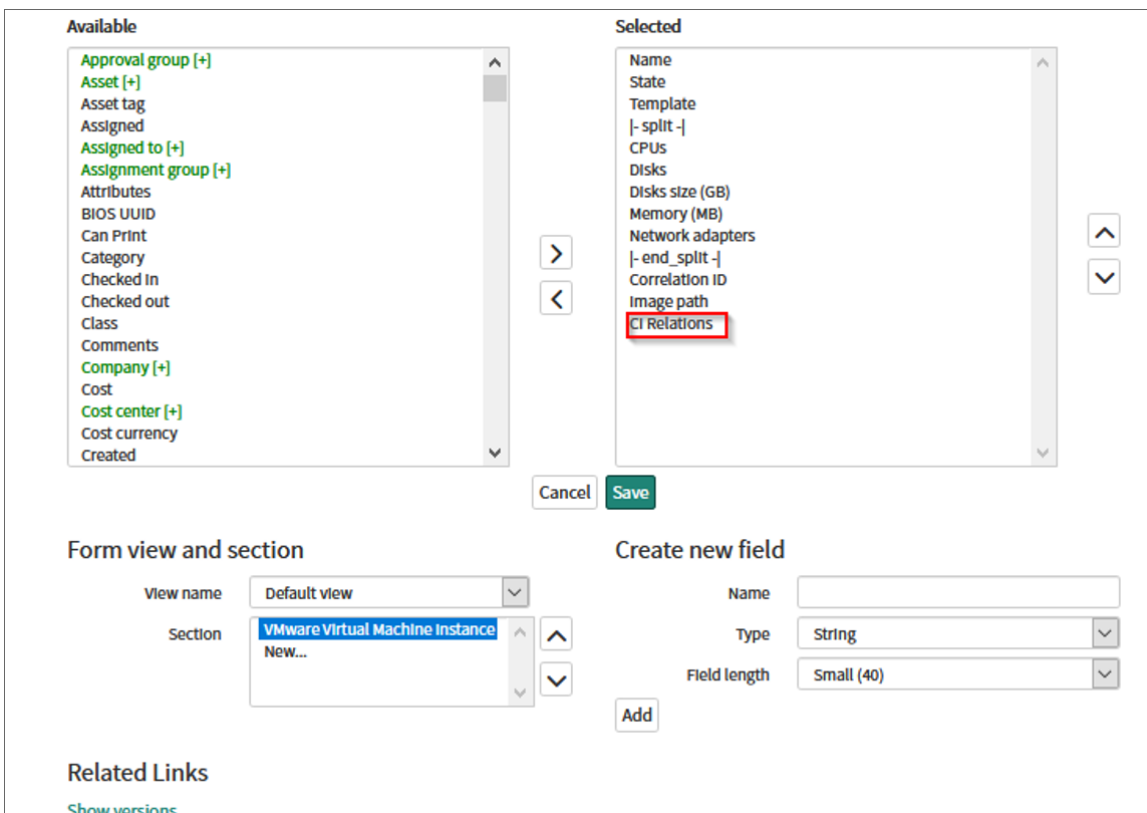 Available
Approval group [+]
Asset [+]
Asset tag
Assigned
Assigned to [+]
Assignment group [+]
Attributes
BIOS UUID
Can Print
Category
Checked in
Checked out
Class
Comments
Company [+]
Cost
Cost center [+]
Cost currency
Created
Selected
Name
State
Template
|- split -|
CPUs
Disks
Disks size (GB)
Memory (MB)
Network adapters
|- end_split -|
Correlation ID
Image path
CI Relations
Cancel Save
Form view and section
View name Default view
Section VMware Virtual Machine Instance
New...
Create new field
Name
Type String
Field length Small (40)
Add
Related Links
Show versions